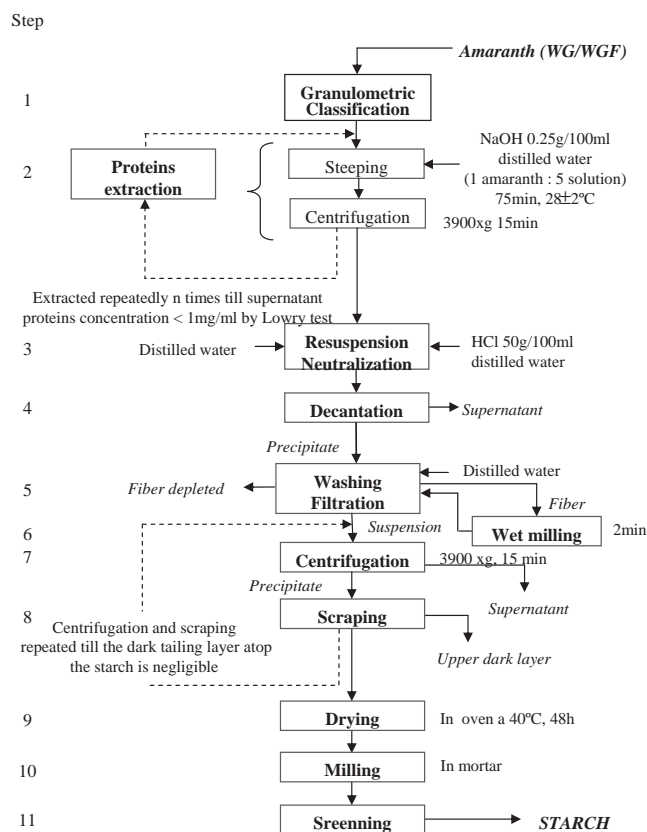 Step
Amaranth (WG/WGF)
1
Granulometric
Classification
2
Proteins
extraction
Steeping
NaOH 0.25g/100ml
distilled water
(1 amaranth : 5 solution)
75min, 28±2ºC
Centrifugation
3900xg 15min
Extracted repeatedly n times till supernatant
proteins concentration < 1mg/ml by Lowry test
3
Distilled water
Resuspension
Neutralization
HCl 50g/100ml
distilled water
4
Decantation
Supernatant
Precipitate
5
Fiber depleted
Washing
Filtration
Distilled water
Fiber
6
Suspension
Wet milling
2min
7
Centrifugation
3900 xg, 15 min
Precipitate
Supernatant
8
Scraping
Centrifugation and scraping
repeated till the dark tailing layer atop
the starch is negligible
Upper dark layer
9
Drying
In oven a 40ºC, 48h
10
Milling
In mortar
11
Sreenning
STARCH